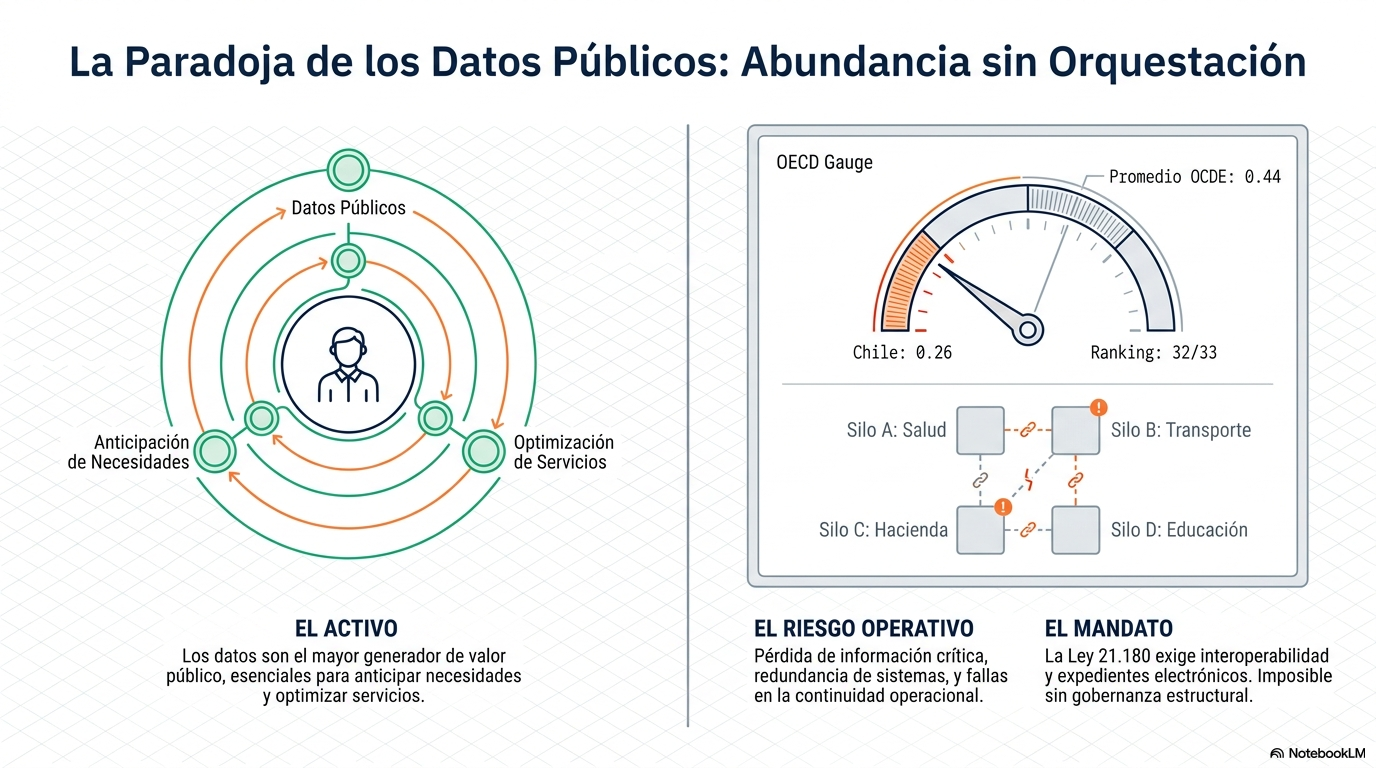 La Paradoja de los Datos Públicos: Abundancia sin Orquestación
Datos Públicos
Anticipación
de Necesidades
Optimización
de Servicios
EL ACTIVO
Los datos son el mayor generador de valor
público, esenciales para anticipar necesidades
y optimizar servicios.
OECD Gauge
Promedio OCDE: 0.44
Chile: 0.26
Ranking: 32/33
Silo A: Salud
!
Silo B: Transporte
!
Silo C: Hacienda
Silo D: Educación
EL RIESGO OPERATIVO
Pérdida de información crítica,
redundancia de sistemas, y fallas
en la continuidad operacional.
EL MANDATO
La Ley 21.180 exige interoperabilidad
y expedientes electrónicos. Imposible
sin gobernanza estructural.
NotebookLM